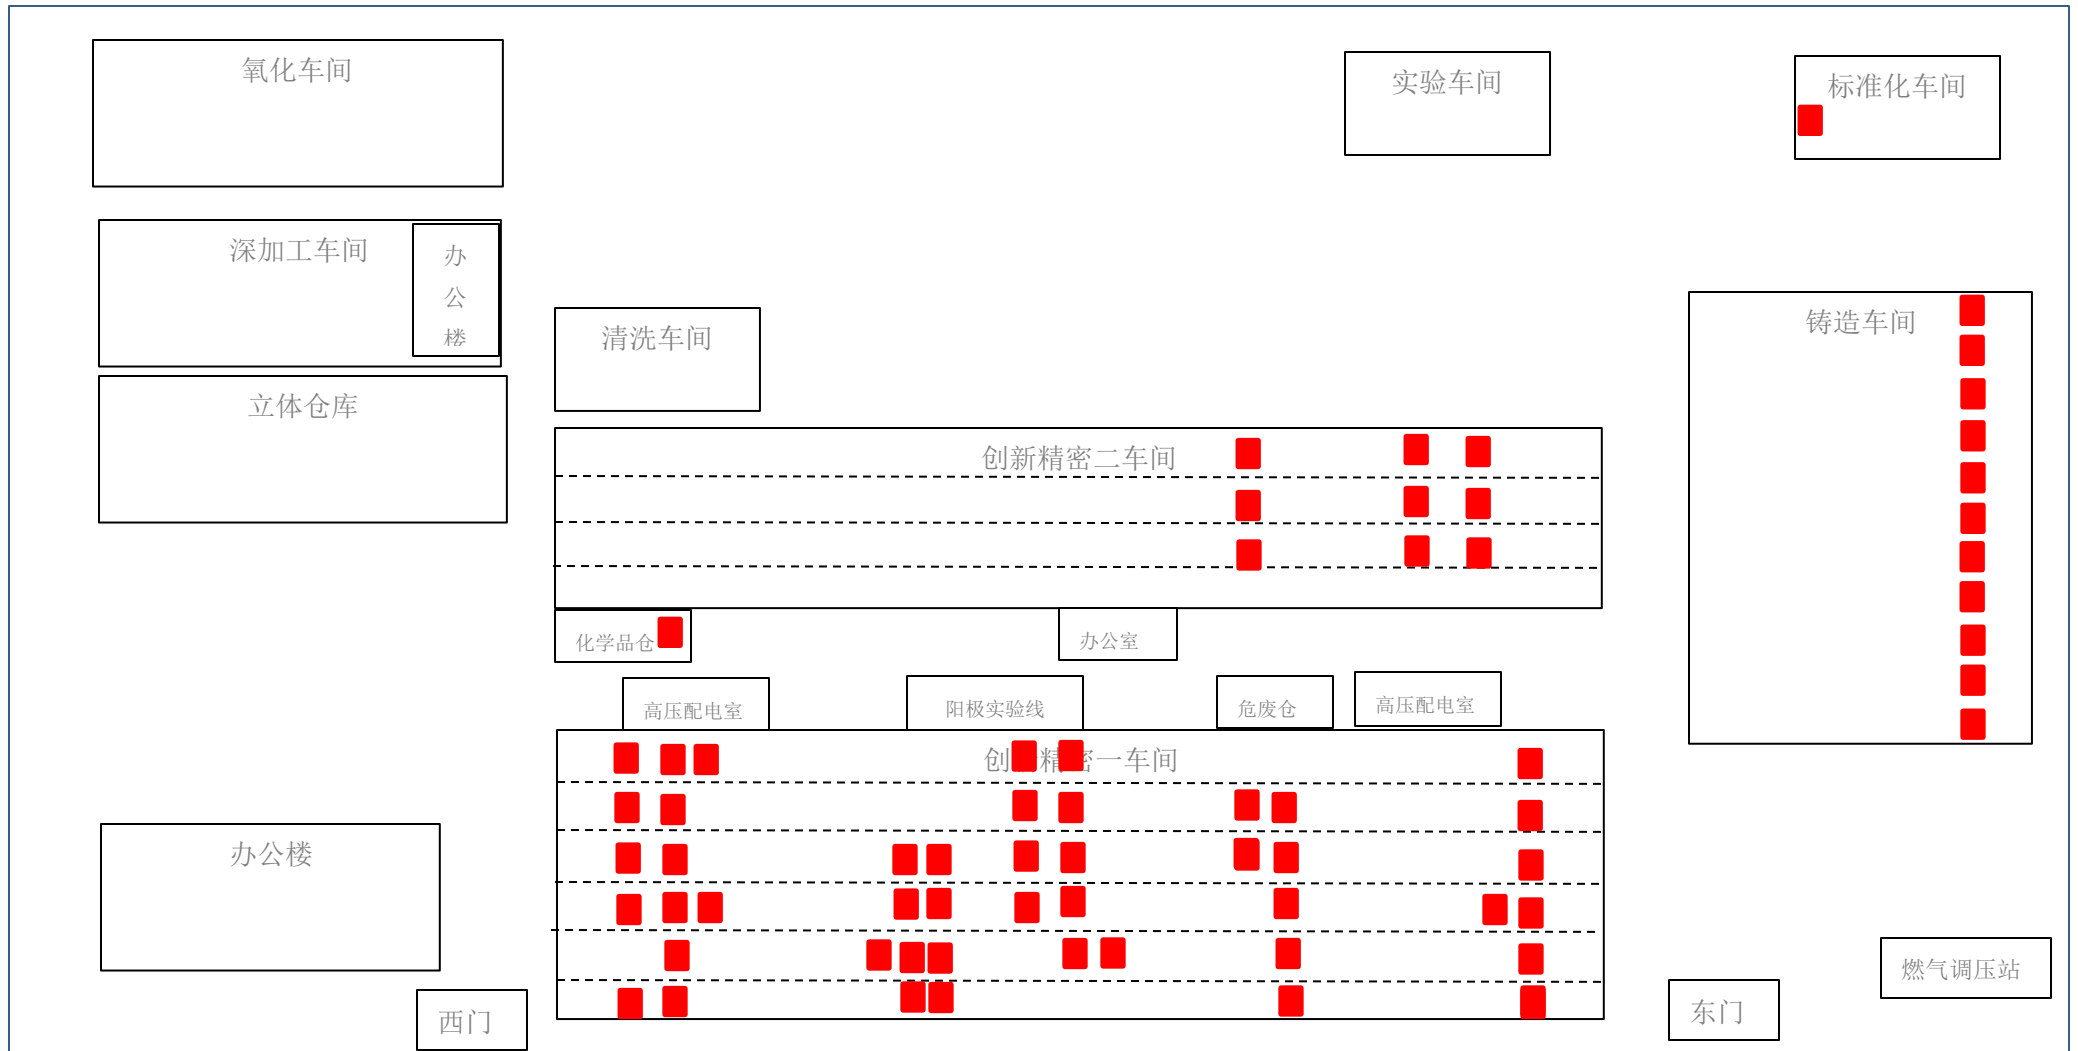 氧化车间
实验车间
标准化车间
深加工车间
办
公
楼
清洗车间
铸造车间
立体仓库
创新精密二车间
化学品仓
办公室
高压配电室
阳极实验线
危废仓
高压配电室
创 精密一车间
办公楼
燃气调压站
西门
东门